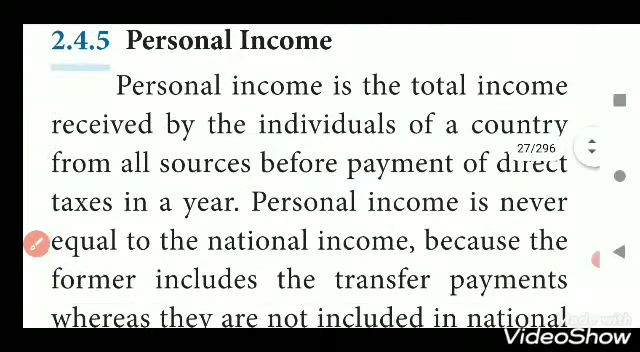 2.4.5 Personal Income
Personal income is the total income
received by the individuals of a country
27/296
from all sources before payment of direct
taxes in a year. Personal income is never
equal to the national income, because the
former includes the transfer payments
whereas they are not included in national
Made with
VideoShow